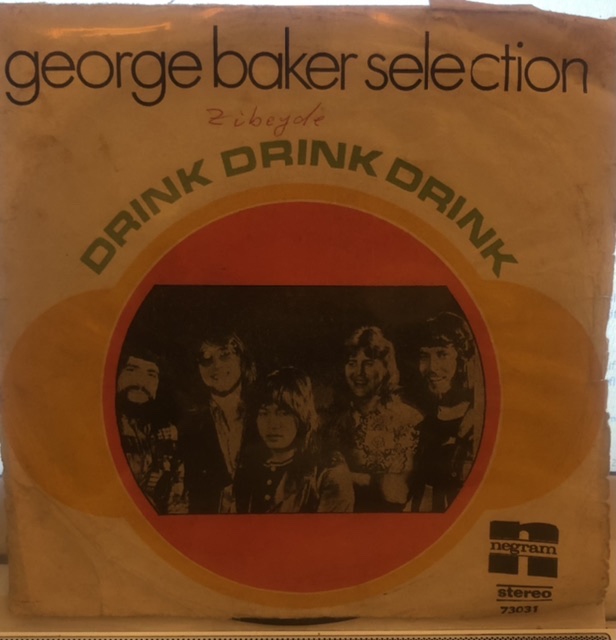 george baker selection
Zibeyde
DRINK DRINK DRINK
negram
stereo
73031